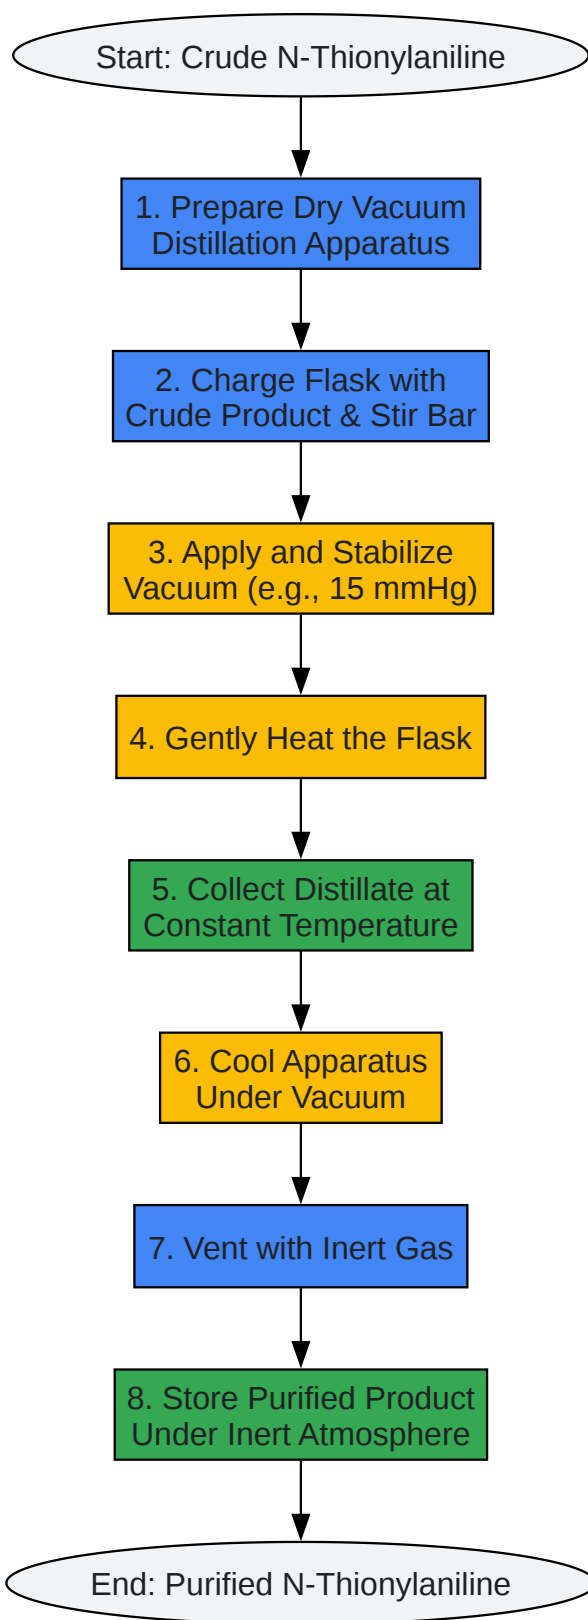 Start: Crude N-Thionylaniline
1. Prepare Dry Vacuum
Distillation Apparatus
2. Charge Flask with
Crude Product & Stir Bar
3. Apply and Stabilize
Vacuum (e.g., 15 mmHg)
4. Gently Heat the Flask
5. Collect Distillate at
Constant Temperature
6. Cool Apparatus
Under Vacuum
7. Vent with Inert Gas
8. Store Purified Product
Under Inert Atmosphere
End: Purified N-Thionylaniline